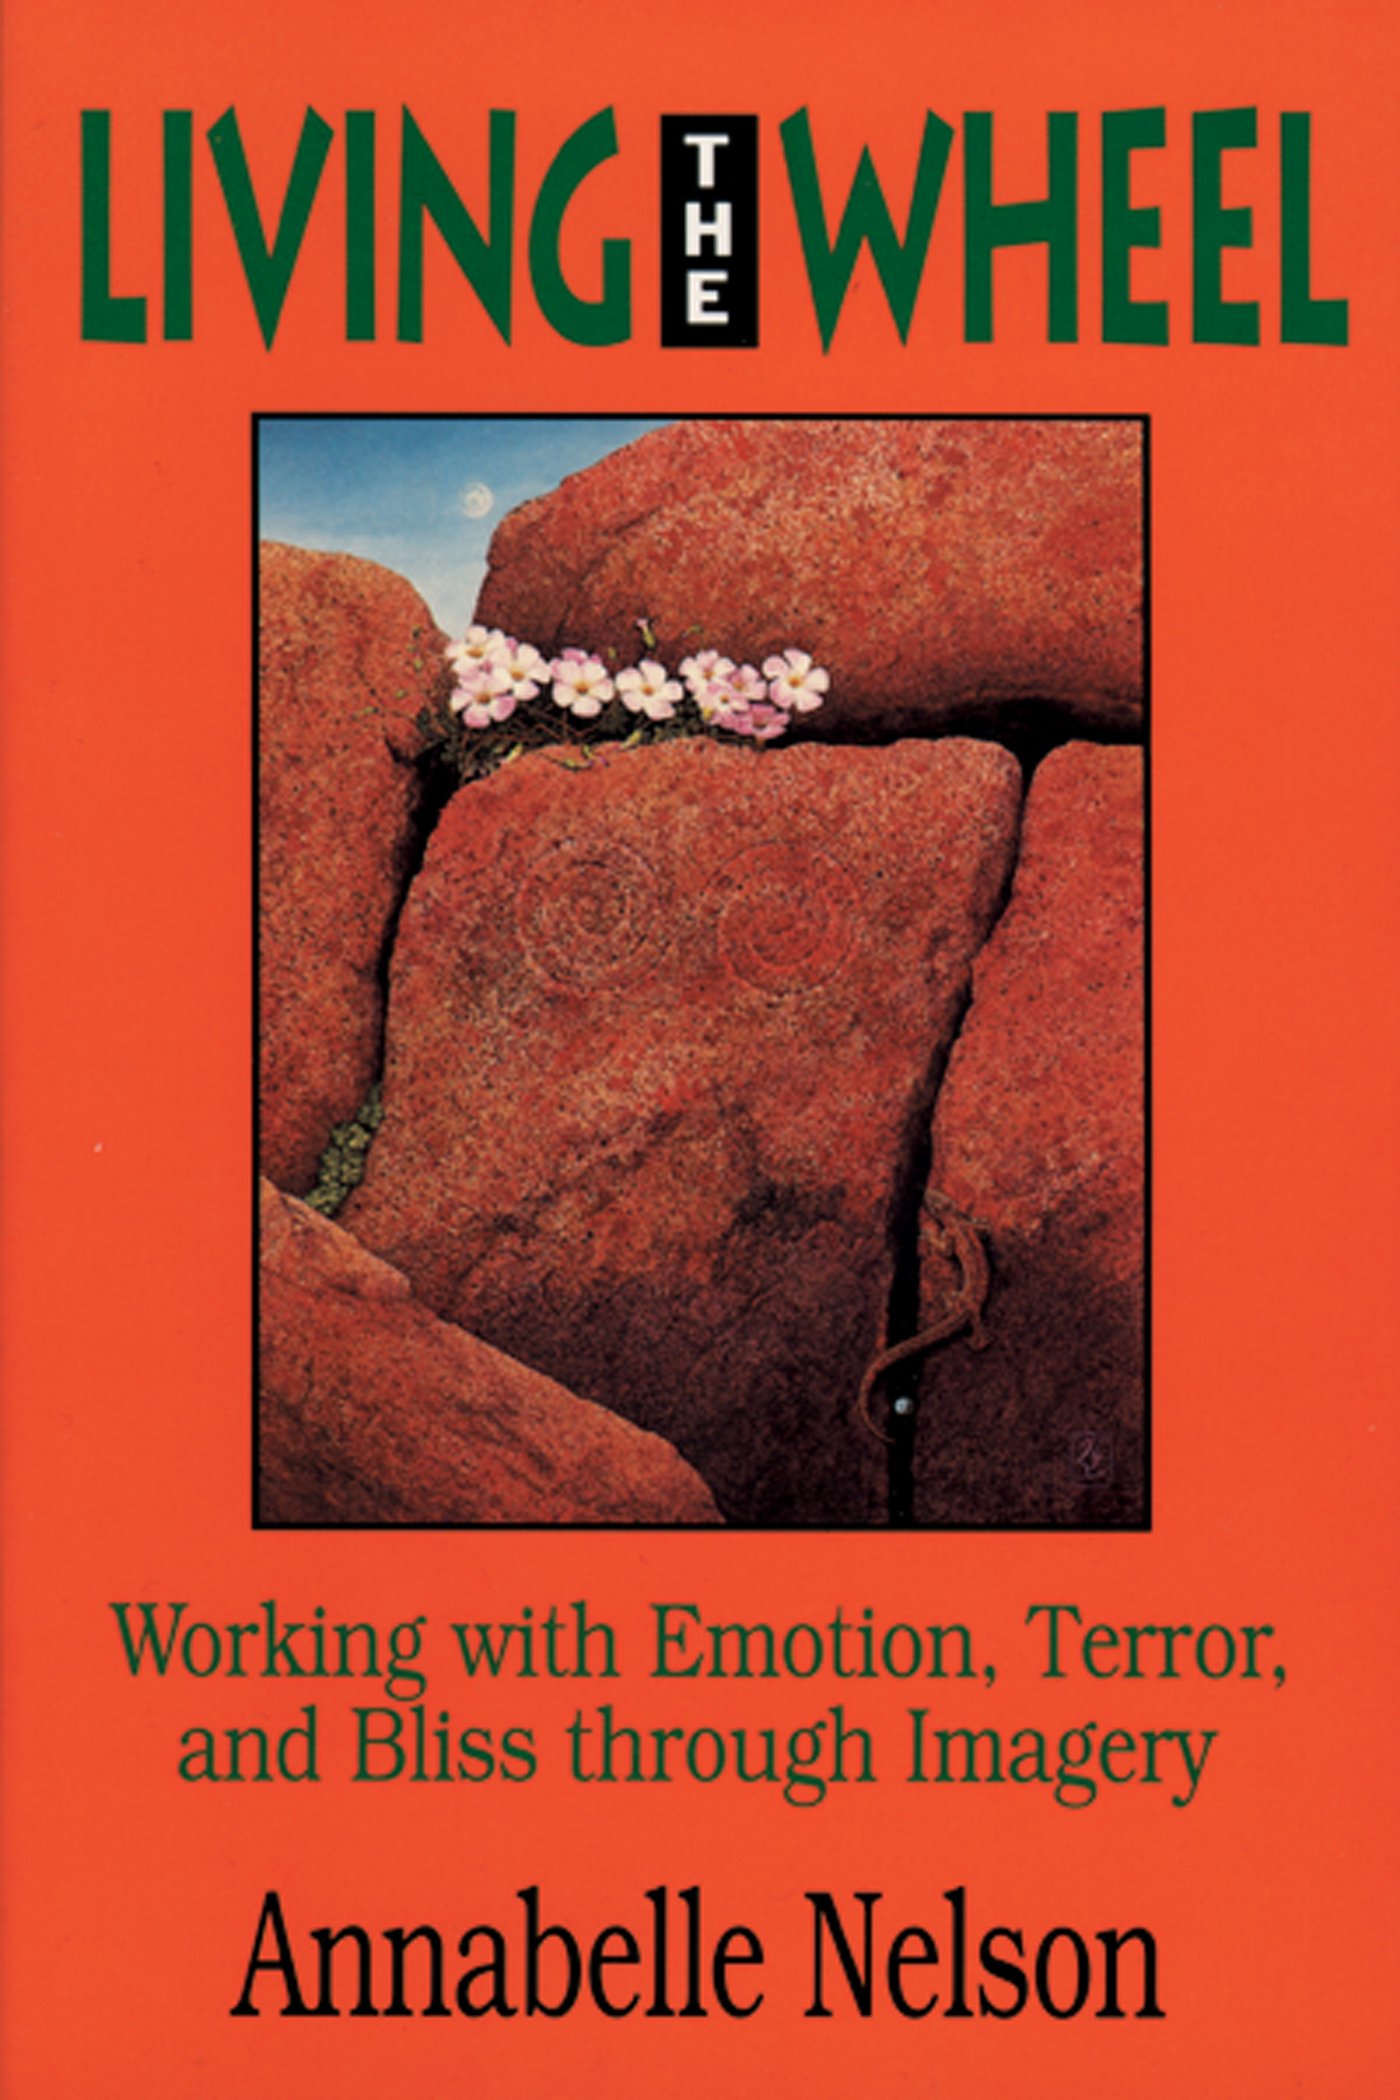 LIVING THE WHEEL
Working with Emotion, Terror,
and Bliss through Imagery
Annabelle Nelson